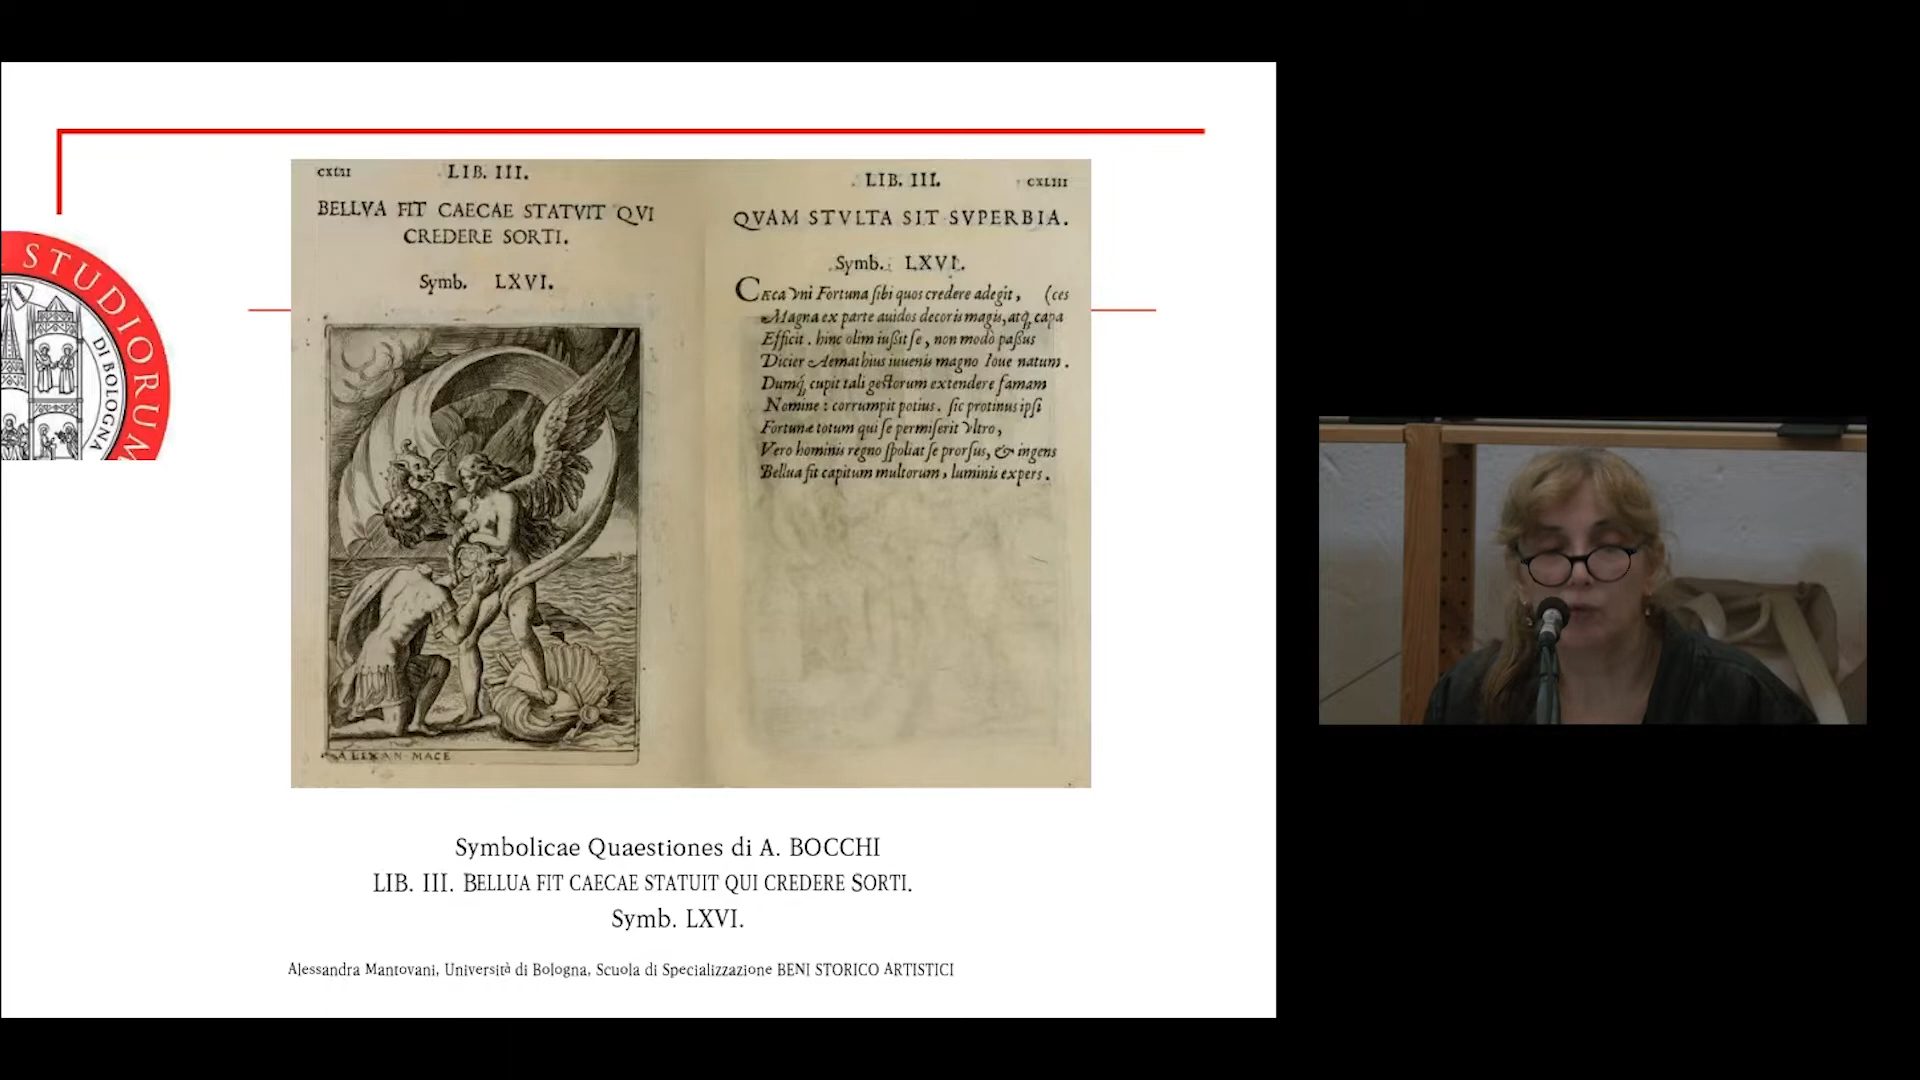 STUDIORUM
DI BOLOGNA
LIB. III.
BELLVA FIT CAECAE STATVIT QVI
CREDERE SORTI.
Symb. LXVI.
ALEXAN·MACE
LIB. III. CXLIII
QVAM STVLTA SIT SVPERBIA.
Symb. LXVI.
Cæca vni Fortuna sibi quos credere adegit, (ces
Magna ex parte auidos decoris magis, atq́; capa
Efficit. hinc olim iußit se, non modò paßus
Dicier Aemathius iuuenis magno Ioue natum.
Dumq́; cupit tali gestorum extendere famam
Nomine: corrumpit potius. sic protinus ipsi
Fortunæ totum qui se permiserit vltro,
Vero hominis regno spoliat se prorsus, & ingens
Bellua fit capitum multorum, luminis expers.
Symbolicae Quaestiones di A. BOCCHI
LIB. III. BELLUA FIT CAECAE STATUIT QUI CREDERE SORTI.
Symb. LXVI.
Alessandra Mantovani, Università di Bologna, Scuola di Specializzazione BENI STORICO ARTISTICI